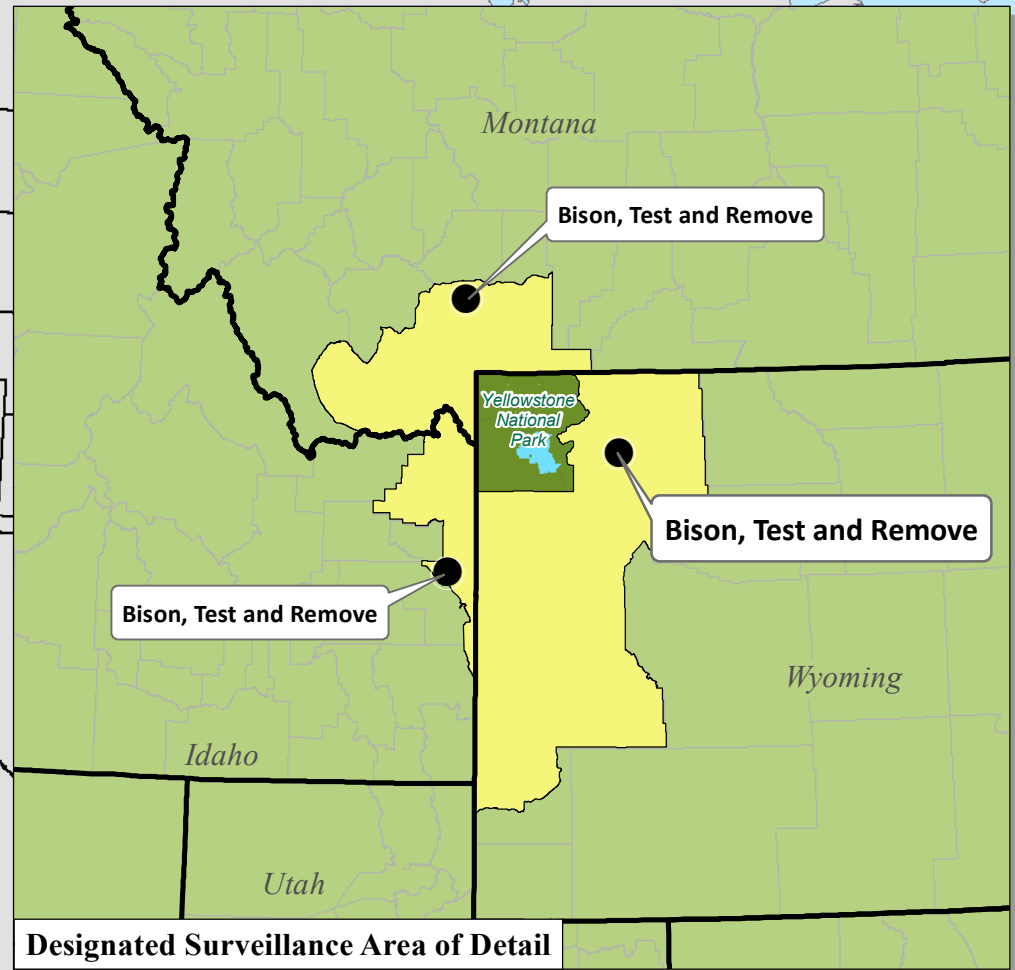 Montana
Bison, Test and Remove
Yellowstone
National
Park
Bison, Test and Remove
Bison, Test and Remove
Wyoming
Idaho
Utah
Designated Surveillance Area of Detail